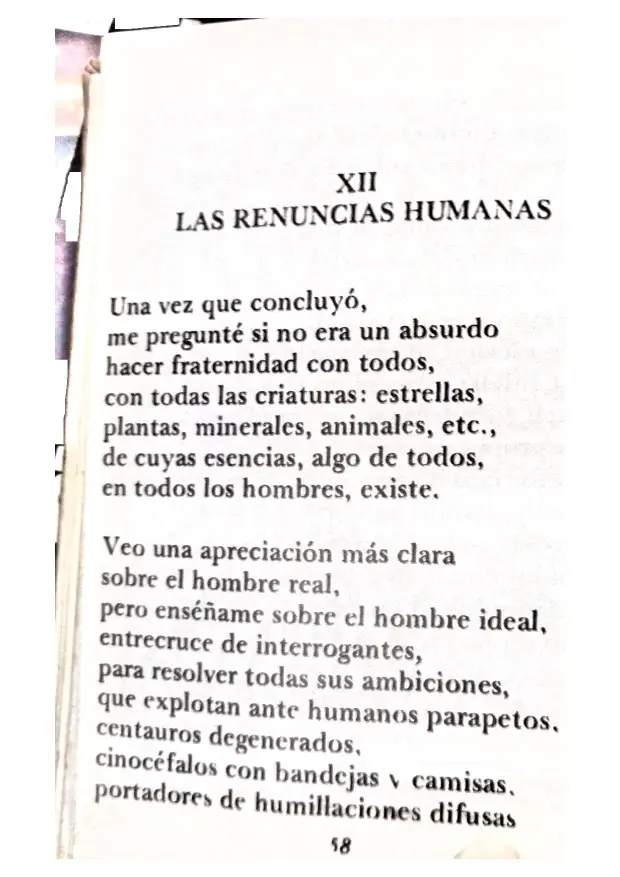 XII
LAS RENUNCIAS HUMANAS
Una vez que concluyó,
me pregunté si no era un absurdo
hacer fraternidad con todos,
con todas las criaturas: estrellas,
plantas, minerales, animales, etc.,
de cuyas esencias, algo de todos,
en todos los hombres, existe.
Veo una apreciación más clara
sobre el hombre real,
pero enséñame sobre el hombre ideal,
entrecruce de interrogantes,
para resolver todas sus ambiciones,
que explotan ante humanos parapetos.
centauros degenerados,
cinocéfalos con bandejas y camisas.
portadores de humillaciones difusas
58